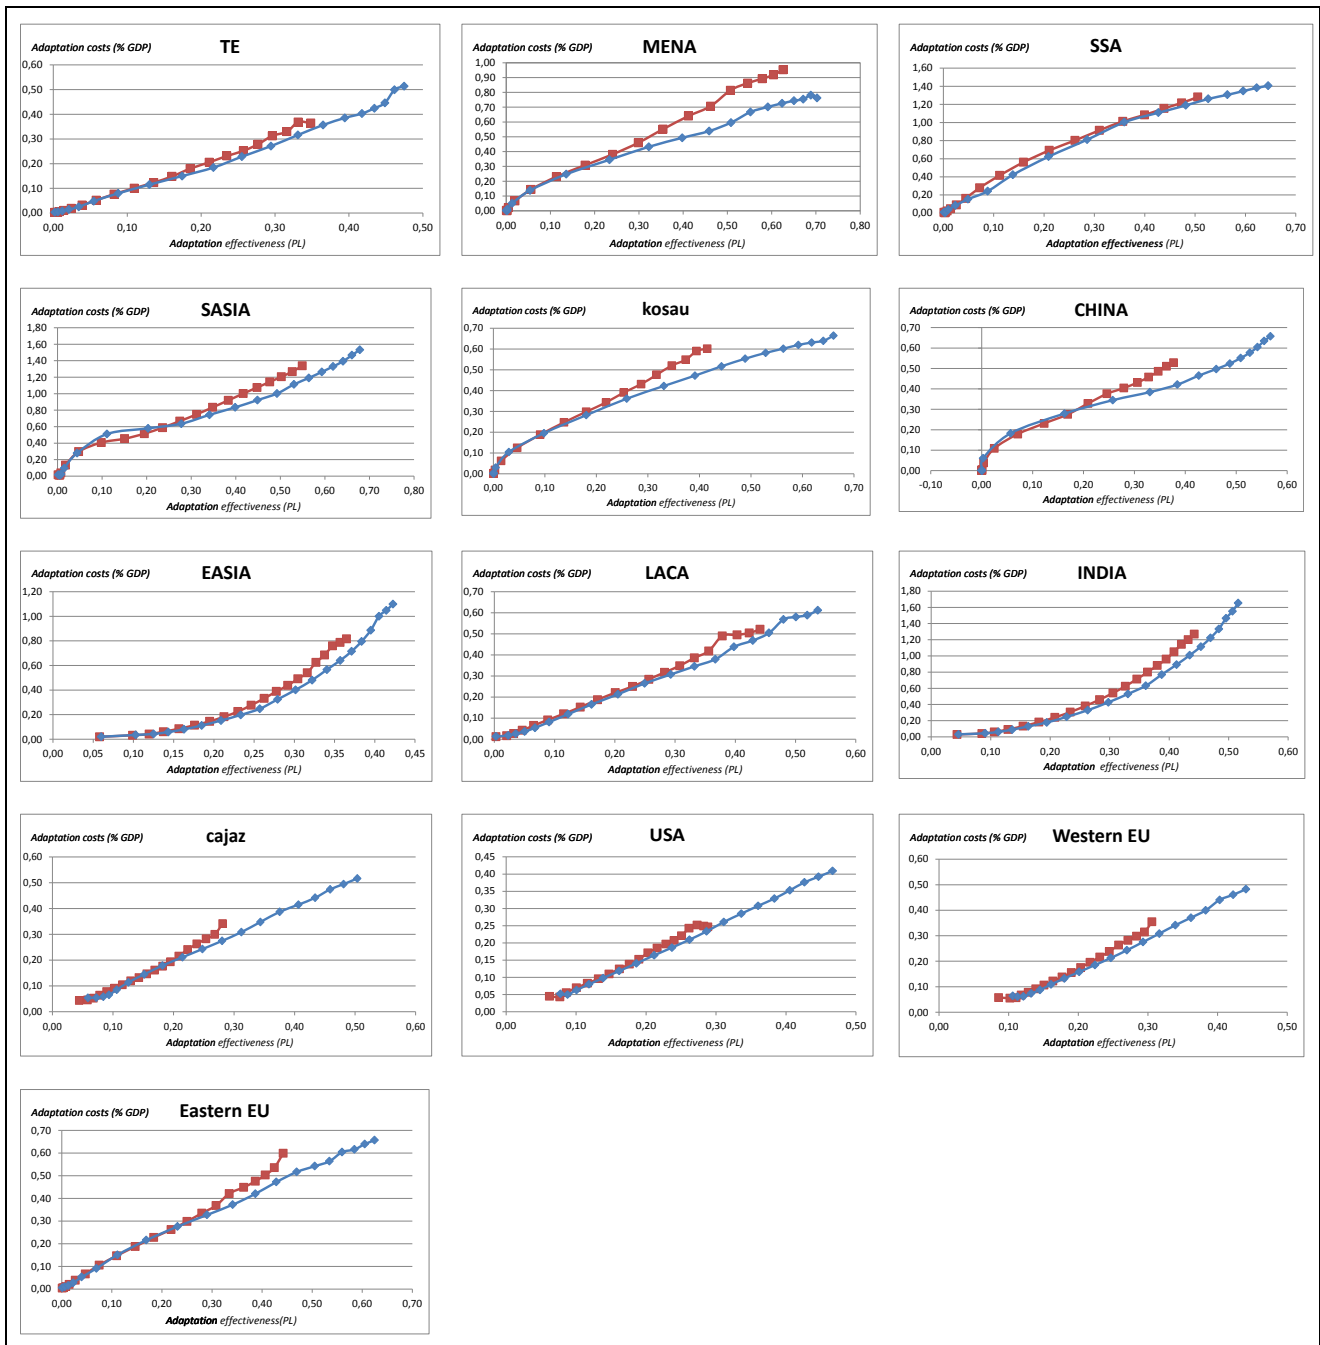 Adaptation costs (% GDP) TE
0,60
0,50
0,40
0,30
0,20
0,10
0,00
0,00 0,10 0,20 0,30 0,40 0,50
Adaptation effectiveness (PL)
Adaptation costs (% GDP) MENA
1,00
0,90
0,80
0,70
0,60
0,50
0,40
0,30
0,20
0,10
0,00
0,00 0,10 0,20 0,30 0,40 0,50 0,60 0,70 0,80
Adaptation effectiveness (PL)
Adaptation costs (% GDP) SSA
1,60
1,40
1,20
1,00
0,80
0,60
0,40
0,20
0,00
0,00 0,10 0,20 0,30 0,40 0,50 0,60 0,70
Adaptation effectiveness (PL)
Adaptation costs (% GDP) SASIA
1,80
1,60
1,40
1,20
1,00
0,80
0,60
0,40
0,20
0,00
0,00 0,10 0,20 0,30 0,40 0,50 0,60 0,70 0,80
Adaptation effectiveness (PL)
Adaptation costs (% GDP) kosau
0,70
0,60
0,50
0,40
0,30
0,20
0,10
0,00
0,00 0,10 0,20 0,30 0,40 0,50 0,60 0,70
Adaptation effectiveness (PL)
Adaptation costs (% GDP) CHINA
0,70
0,60
0,50
0,40
0,30
0,20
0,10
0,00
-0,10 0,00 0,10 0,20 0,30 0,40 0,50 0,60
Adaptation effectiveness (PL)
Adaptation costs (% GDP) EASIA
1,20
1,00
0,80
0,60
0,40
0,20
0,00
0,00 0,05 0,10 0,15 0,20 0,25 0,30 0,35 0,40 0,45
Adaptation effectiveness (PL)
Adaptation costs (% GDP) LACA
0,70
0,60
0,50
0,40
0,30
0,20
0,10
0,00
0,00 0,10 0,20 0,30 0,40 0,50 0,60
Adaptation effectiveness (PL)
Adaptation costs (% GDP) INDIA
1,80
1,60
1,40
1,20
1,00
0,80
0,60
0,40
0,20
0,00
0,00 0,10 0,20 0,30 0,40 0,50 0,60
Adaptation effectiveness (PL)
Adaptation costs (% GDP) cajaz
0,60
0,50
0,40
0,30
0,20
0,10
0,00
0,00 0,10 0,20 0,30 0,40 0,50 0,60
Adaptation effectiveness (PL)
Adaptation costs (% GDP) USA
0,45
0,40
0,35
0,30
0,25
0,20
0,15
0,10
0,05
0,00
0,00 0,10 0,20 0,30 0,40 0,50
Adaptation effectiveness (PL)
Adaptation costs (% GDP) Western EU
0,60
0,50
0,40
0,30
0,20
0,10
0,00
0,00 0,10 0,20 0,30 0,40 0,50
Adaptation effectiveness (PL)
Adaptation costs (% GDP) Eastern EU
0,70
0,60
0,50
0,40
0,30
0,20
0,10
0,00
0,00 0,10 0,20 0,30 0,40 0,50 0,60 0,70
Adaptation effectiveness(PL)